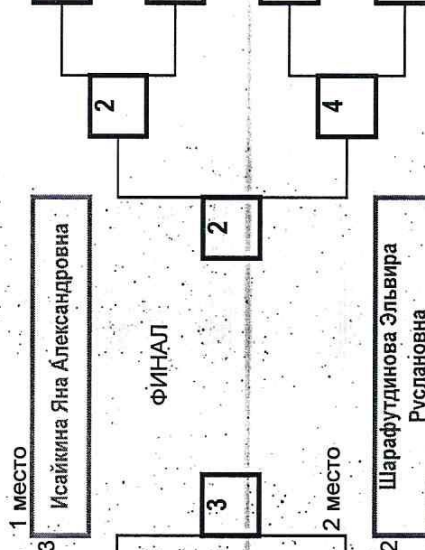 1 место
3
Исайкина Яна Александровна
2
ФИНАЛ
3
2
2 место
4
2
Шарафутдинова Эльвира
Руслановна